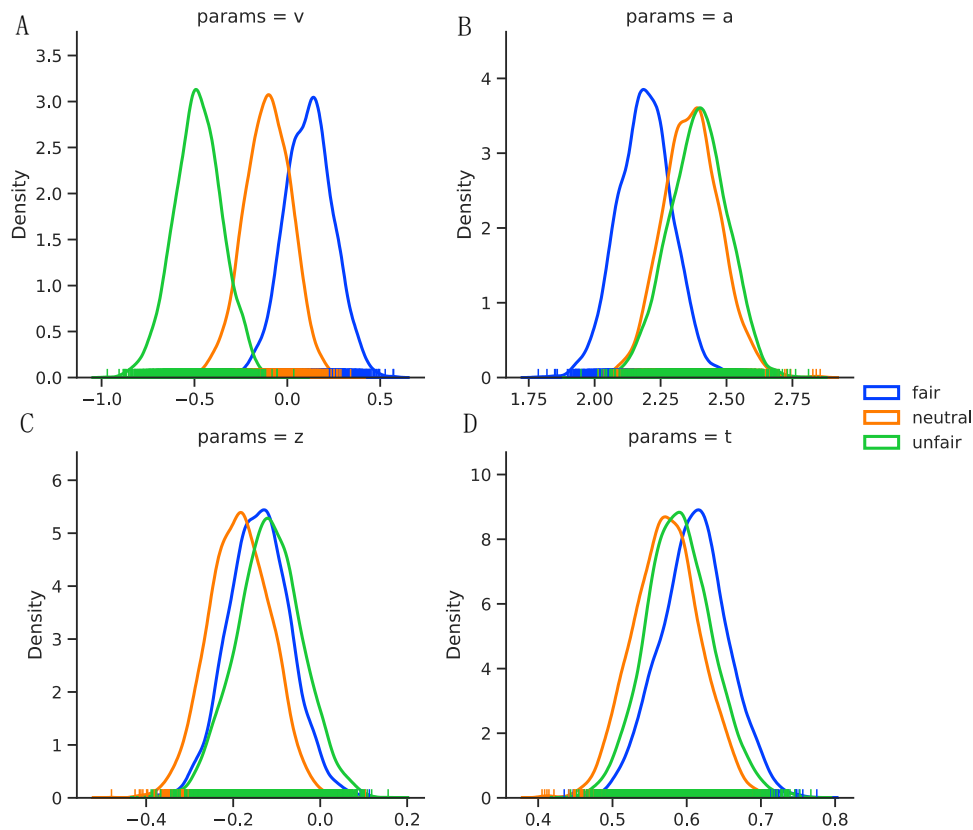 A
params = v
3.5
3.0
2.5
2.0
1.5
1.0
0.5
0.0
Density
−1.0
−0.5
0.0
0.5
B
params = a
4
3
2
1
0
Density
1.75
2.00
2.25
2.50
2.75
fair
neutral
unfair
C
params = z
6
5
4
3
2
1
0
Density
−0.4
−0.2
0.0
0.2
D
params = t
10
8
6
4
2
0
Density
0.4
0.5
0.6
0.7
0.8